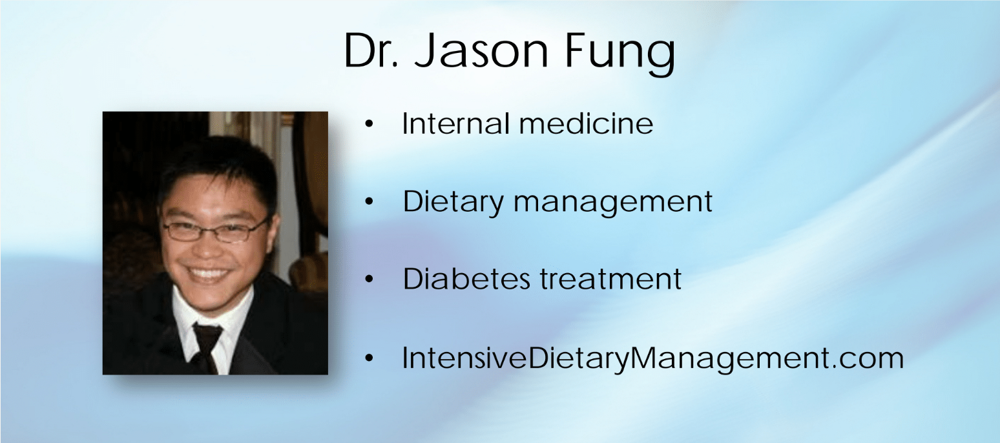 Dr. Jason Fung
• Internal medicine
• Dietary management
• Diabetes treatment
• IntensiveDietaryManagement.com